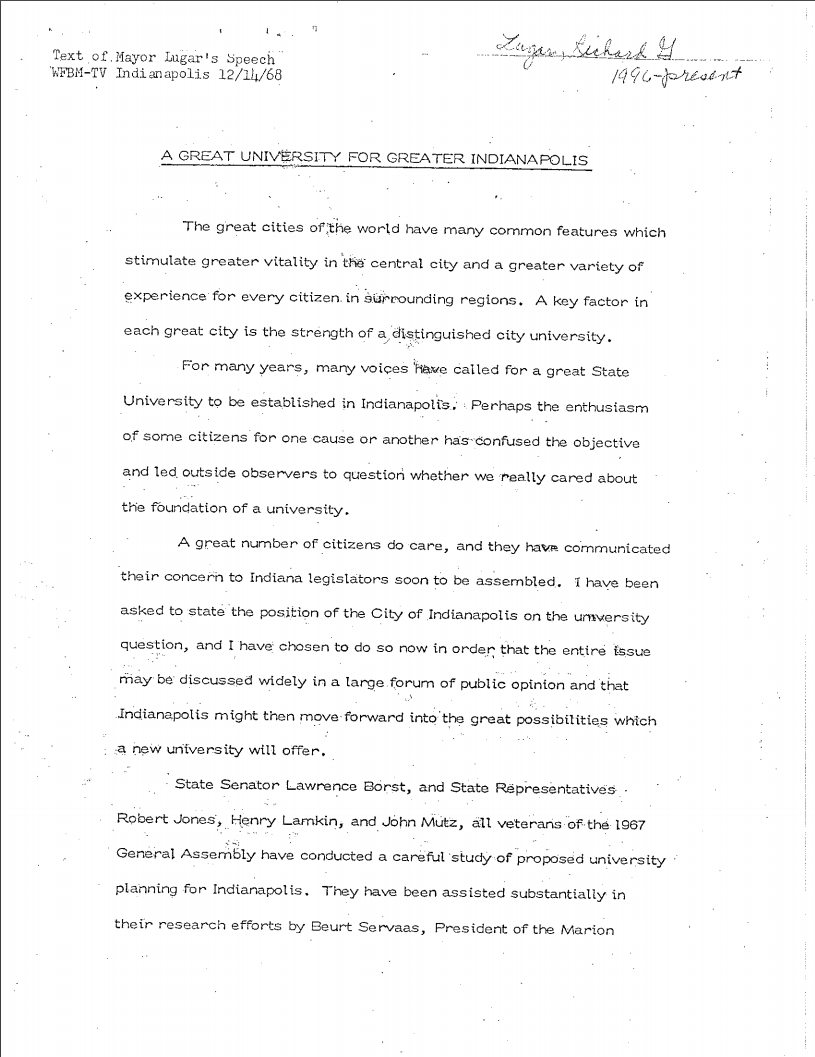 Lugar, Richard G
1996-present
Text of Mayor Lugar's Speech
WFBM-TV Indianapolis 12/14/68
A GREAT UNIVERSITY FOR GREATER INDIANAPOLIS
The great cities of the world have many common features which
stimulate greater vitality in the central city and a greater variety of
experience for every citizen in surrounding regions. A key factor in
each great city is the strength of a distinguished city university.
For many years, many voices have called for a great State
University to be established in Indianapolis. Perhaps the enthusiasm
of some citizens for one cause or another has confused the objective
and led outside observers to question whether we really cared about
the foundation of a university.
A great number of citizens do care, and they have communicated
their concern to Indiana legislators soon to be assembled. I have been
asked to state the position of the City of Indianapolis on the university
question, and I have chosen to do so now in order that the entire issue
may be discussed widely in a large forum of public opinion and that
Indianapolis might then move forward into the great possibilities which
a new university will offer.
State Senator Lawrence Borst, and State Representatives
Robert Jones, Henry Lamkin, and John Mutz, all veterans of the 1967
General Assembly have conducted a careful study of proposed university
planning for Indianapolis. They have been assisted substantially in
their research efforts by Beurt Servaas, President of the Marion